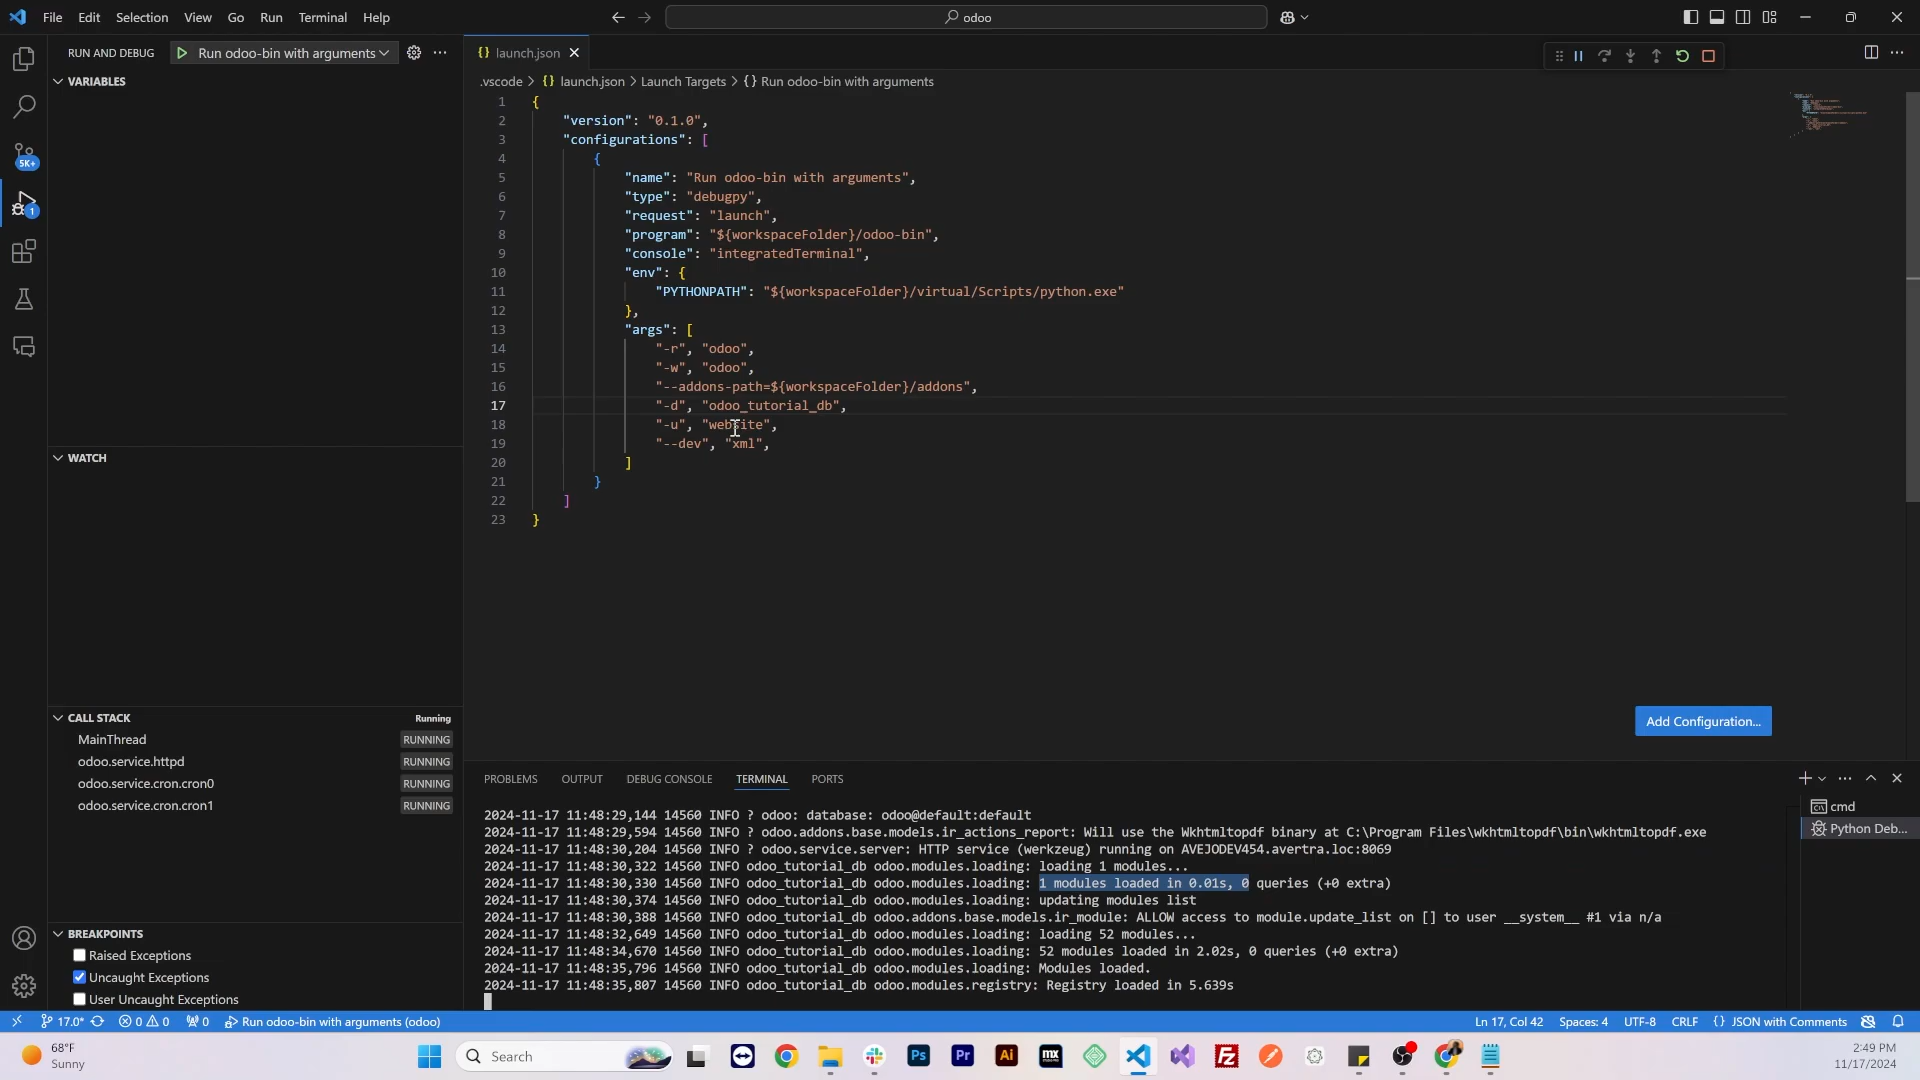 File Edit Selection View Go Run Terminal Help
odoo
RUN AND DEBUG
Run odoo-bin with arguments
launch.json
VARIABLES
.vscode > {} launch.json > Launch Targets > {} Run odoo-bin with arguments
1 {
2 "version": "0.1.0",
3 "configurations": [
4 {
5 "name": "Run odoo-bin with arguments",
6 "type": "debugpy",
7 "request": "launch",
8 "program": "${workspaceFolder}/odoo-bin",
9 "console": "integratedTerminal",
10 "env": {
11 "PYTHONPATH": "${workspaceFolder}/virtual/Scripts/python.exe"
12 },
13 "args": [
14 "-r", "odoo",
15 "-w", "odoo",
16 "--addons-path=${workspaceFolder}/addons",
17 "-d", "odoo_tutorial_db",
18 "-u", "website",
19 "--dev", "xml",
20 ]
21 }
22 ]
23 }
5K+
1
WATCH
CALL STACK
Running
MainThread RUNNING
odoo.service.httpd RUNNING
odoo.service.cron.cron0 RUNNING
odoo.service.cron.cron1 RUNNING
BREAKPOINTS
Raised Exceptions
Uncaught Exceptions
User Uncaught Exceptions
Add Configuration...
PROBLEMS OUTPUT DEBUG CONSOLE TERMINAL PORTS
cmd
Python Deb...
2024-11-17 11:48:29,144 14560 INFO ? odoo: database: odoo@default:default
2024-11-17 11:48:29,594 14560 INFO ? odoo.addons.base.models.ir_actions_report: Will use the Wkhtmltopdf binary at C:\Program Files\wkhtmltopdf\bin\wkhtmltopdf.exe
2024-11-17 11:48:30,204 14560 INFO ? odoo.service.server: HTTP service (werkzeug) running on AVEJODEV454.avertra.loc:8069
2024-11-17 11:48:30,322 14560 INFO odoo_tutorial_db odoo.modules.loading: loading 1 modules...
2024-11-17 11:48:30,330 14560 INFO odoo_tutorial_db odoo.modules.loading: 1 modules loaded in 0.01s, 0 queries (+0 extra)
2024-11-17 11:48:30,374 14560 INFO odoo_tutorial_db odoo.modules.loading: updating modules list
2024-11-17 11:48:30,388 14560 INFO odoo_tutorial_db odoo.addons.base.models.ir_module: ALLOW access to module.update_list on [] to user __system__ #1 via n/a
2024-11-17 11:48:32,649 14560 INFO odoo_tutorial_db odoo.modules.loading: loading 52 modules...
2024-11-17 11:48:34,670 14560 INFO odoo_tutorial_db odoo.modules.loading: 52 modules loaded in 2.02s, 0 queries (+0 extra)
2024-11-17 11:48:35,796 14560 INFO odoo_tutorial_db odoo.modules.loading: Modules loaded.
2024-11-17 11:48:35,807 14560 INFO odoo_tutorial_db odoo.modules.registry: Registry loaded in 5.639s
17.0* 0 0 0 Run odoo-bin with arguments (odoo)
Ln 17, Col 42 Spaces: 4 UTF-8 CRLF {} JSON with Comments
68°F
Sunny
Search
Ps
Pr
Ai
mx
Fz
2:49 PM
11/17/2024